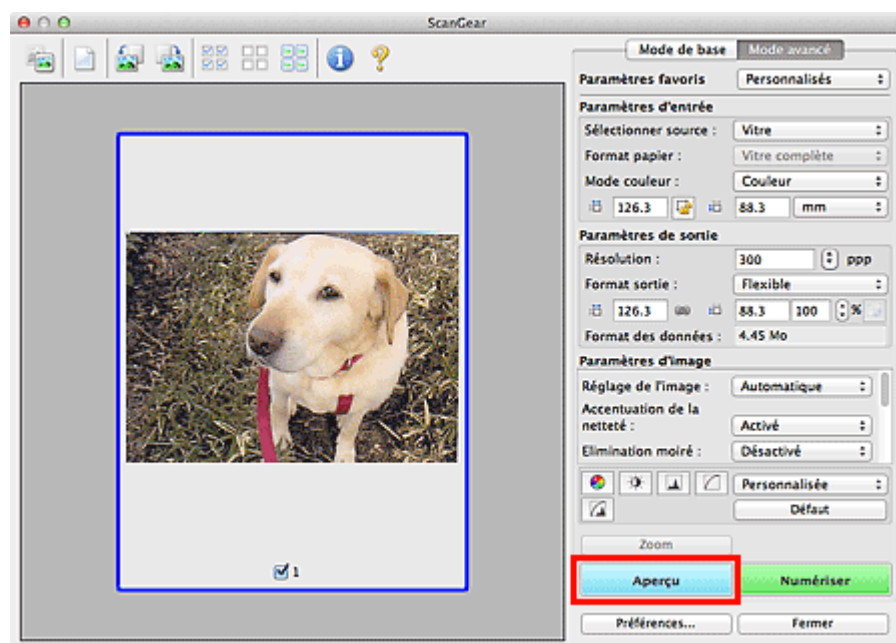 ScanGear
Mode de base Mode avancé
Paramètres favoris Personnalisés
Paramètres d'entrée
Sélectionner source : Vitre
Format papier : Vitre complète
Mode couleur : Couleur
126.3 88.3 mm
Paramètres de sortie
Résolution : 300 ppp
Format sortie : Flexible
126.3 88.3 100 %
Format des données : 4.45 Mo
Paramètres d'image
Réglage de l'image : Automatique
Accentuation de la
netteté : Activé
Elimination moiré : Désactivé
Personnalisée
Défaut
Zoom
1
Aperçu Numériser
Préférences... Fermer